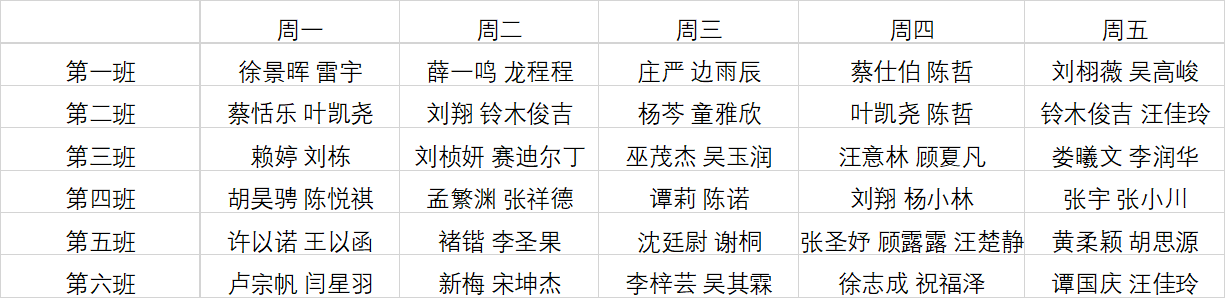 周一 周二 周三 周四 周五
第一班 徐景晖 雷宇 薛一鸣 龙程程 庄严 边雨辰 蔡仕伯 陈哲 刘栩薇 吴高峻
第二班 蔡恬乐 叶凯尧 刘翔 铃木俊吉 杨芩 童雅欣 叶凯尧 陈哲 铃木俊吉 汪佳玲
第三班 赖婷 刘栋 刘桢妍 赛迪尔丁 巫茂杰 吴玉润 汪意林 顾夏凡 娄曦文 李润华
第四班 胡昊骋 陈悦祺 孟繁渊 张祥德 谭莉 陈诺 刘翔 杨小林 张宇 张小川
第五班 许以诺 王以函 褚锴 李圣果 沈廷尉 谢桐 张圣妤 顾露露 汪楚静 黄柔颖 胡思源
第六班 卢宗帆 闫星羽 新梅 宋坤杰 李梓芸 吴其霖 徐志成 祝福泽 谭国庆 汪佳玲